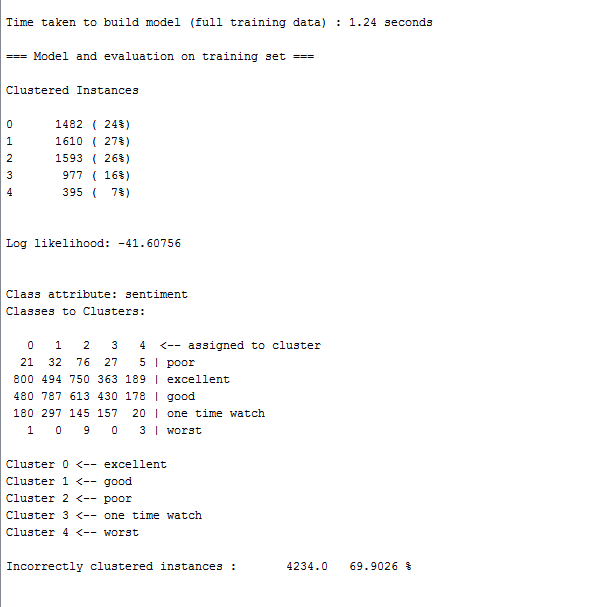 Time taken to build model (full training data) : 1.24 seconds
=== Model and evaluation on training set ===
Clustered Instances
0 1482 ( 24%)
1 1610 ( 27%)
2 1593 ( 26%)
3 977 ( 16%)
4 395 ( 7%)
Log likelihood: -41.60756
Class attribute: sentiment
Classes to Clusters:
0 1 2 3 4 <-- assigned to cluster
21 32 76 27 5 | poor
800 494 750 363 189 | excellent
480 787 613 430 178 | good
180 297 145 157 20 | one time watch
1 0 9 0 3 | worst
Cluster 0 <-- excellent
Cluster 1 <-- good
Cluster 2 <-- poor
Cluster 3 <-- one time watch
Cluster 4 <-- worst
Incorrectly clustered instances : 4234.0 69.9026 %